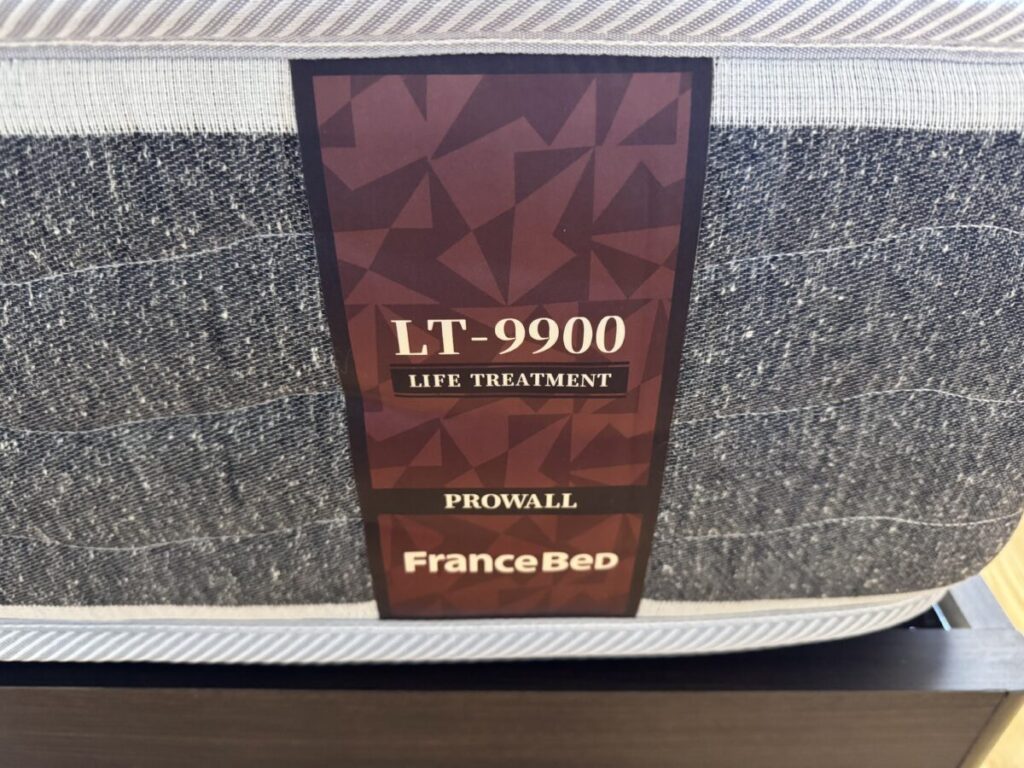 LT-9900
LIFE TREATMENT
PROWALL
FranceBeD